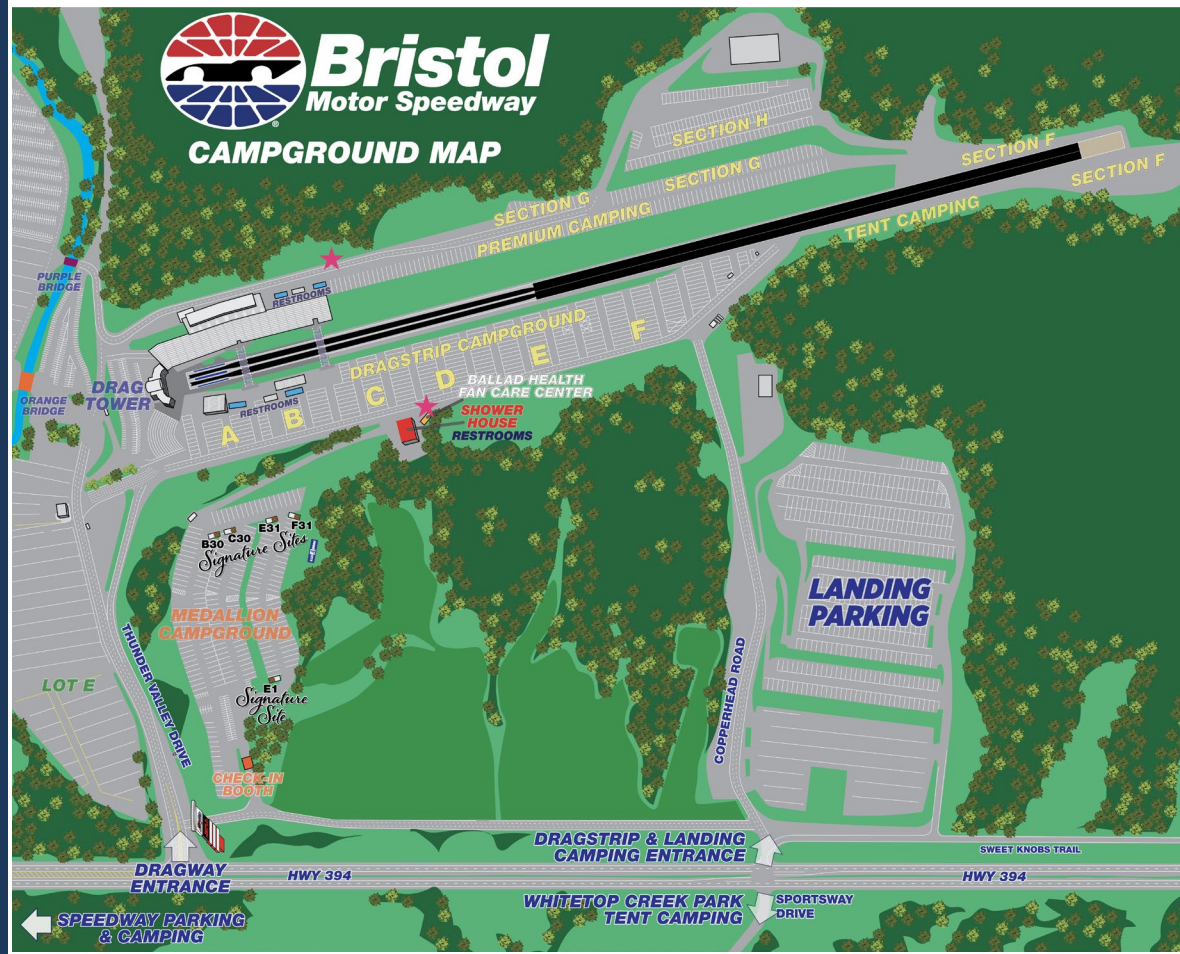 Bristol
Motor Speedway
®
CAMPGROUND MAP
SECTION H
SECTION G
SECTION G
PREMIUM CAMPING
SECTION F
SECTION F
TENT CAMPING
PURPLE
BRIDGE
RESTROOMS
DRAGSTRIP CAMPGROUND
ORANGE
BRIDGE
DRAG
TOWER
RESTROOMS
A
B
C
D
E
F
BALLAD HEALTH
FAN CARE CENTER
SHOWER
HOUSE
RESTROOMS
B30
C30
E31
F31
Signature Sites
MEDALLION
CAMPGROUND
LANDING
PARKING
THUNDER VALLEY DRIVE
COPPERHEAD ROAD
LOT E
E1
Signature
Site
CHECK-IN
BOOTH
DRAGWAY
ENTRANCE
HWY 394
DRAGSTRIP & LANDING
CAMPING ENTRANCE
SWEET KNOBS TRAIL
HWY 394
WHITETOP CREEK PARK
TENT CAMPING
SPORTSWAY
DRIVE
SPEEDWAY PARKING
& CAMPING